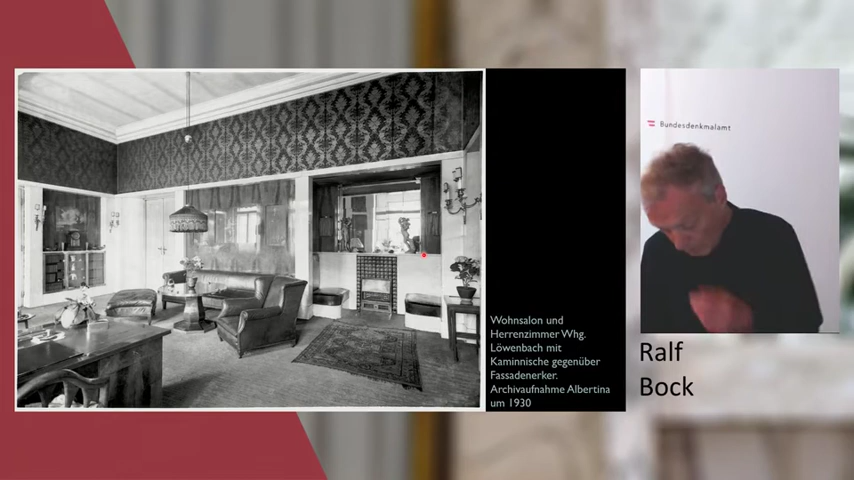 Bundesdenkmalamt
Wohnsalon und
Herrenzimmer Whg.
Löwenbach mit
Kaminnische gegenüber
Fassadenerker.
Archivaufnahme Albertina
um 1930
Ralf
Bock